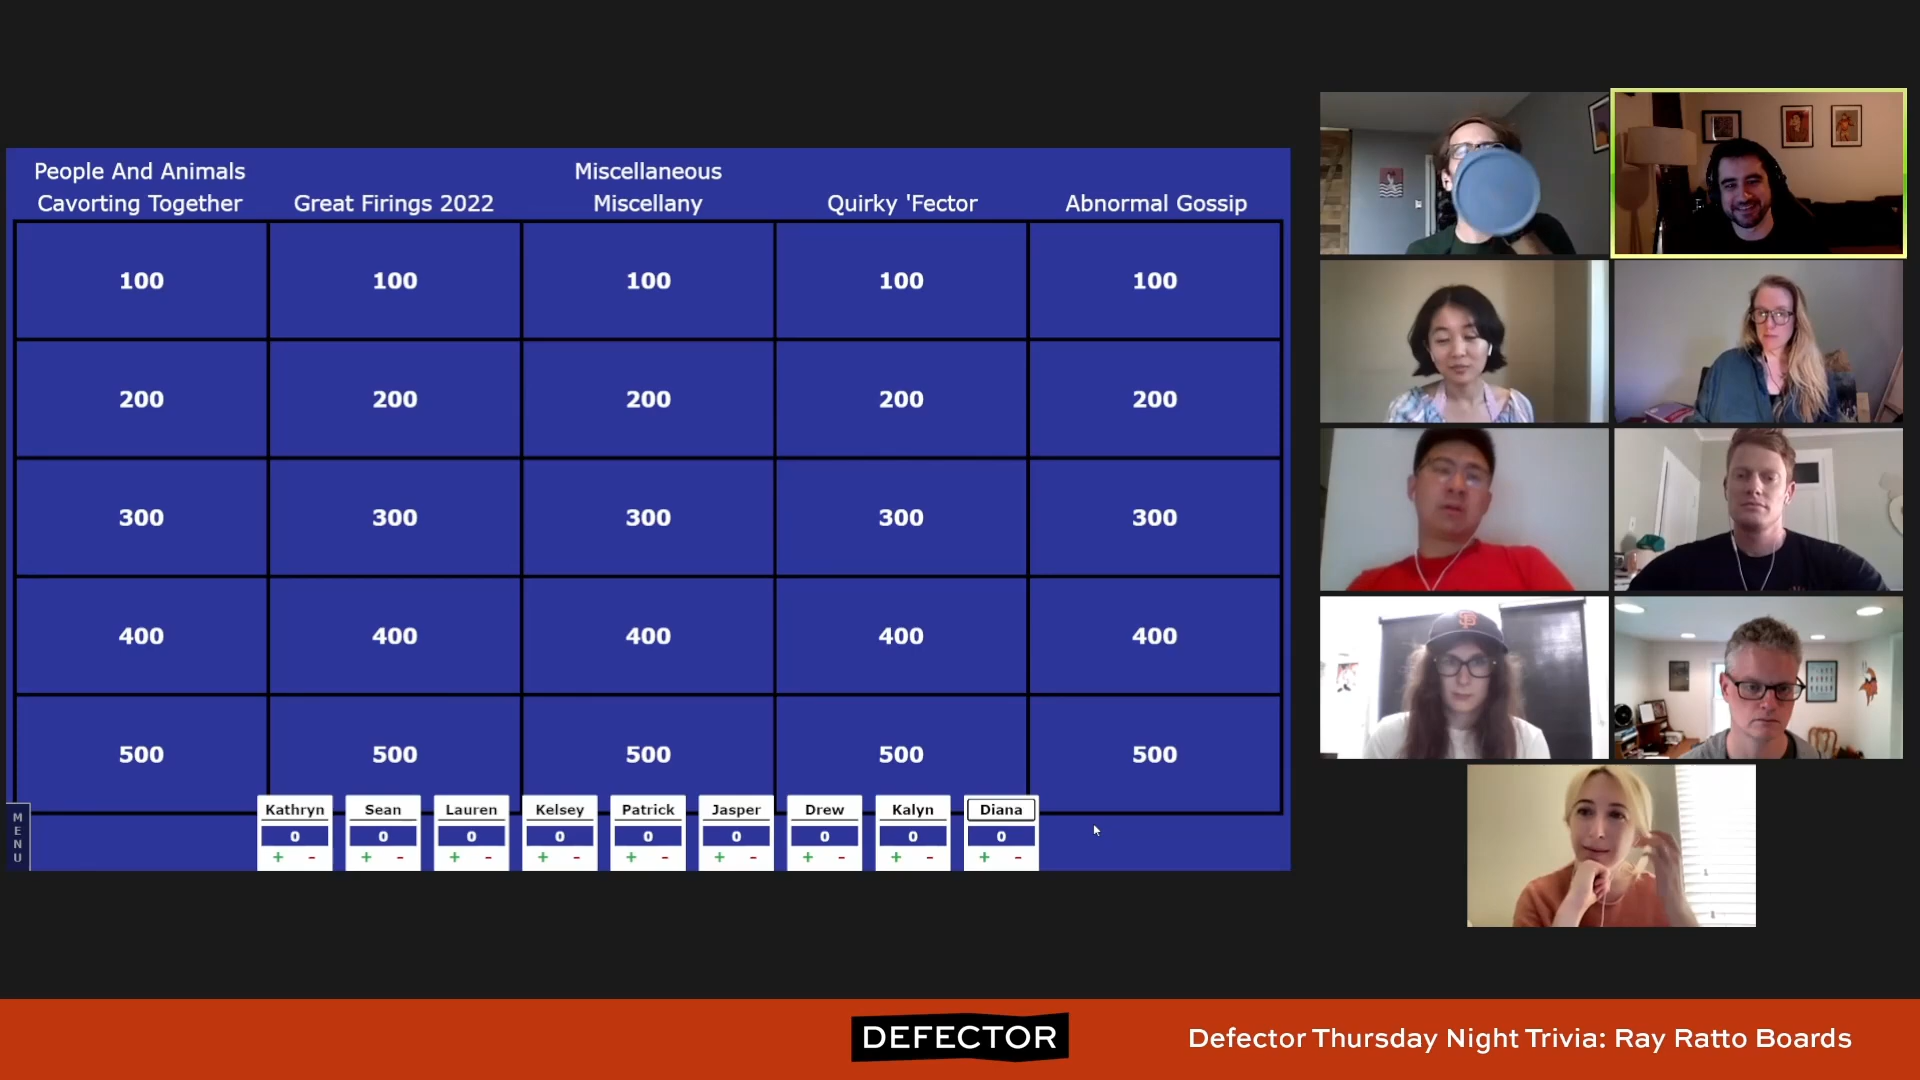 People And Animals
Cavorting Together
Great Firings 2022
Miscellaneous
Miscellany
Quirky 'Fector
Abnormal Gossip
100 100 100 100 100
200 200 200 200 200
300 300 300 300 300
400 400 400 400 400
500 500 500 500 500
MENU
Kathryn Sean Lauren Kelsey Patrick Jasper Drew Kalyn Diana
0 0 0 0 0 0 0 0 0
+ - + - + - + - + - + - + - + - + -
SF
DEFECTOR
Defector Thursday Night Trivia: Ray Ratto Boards